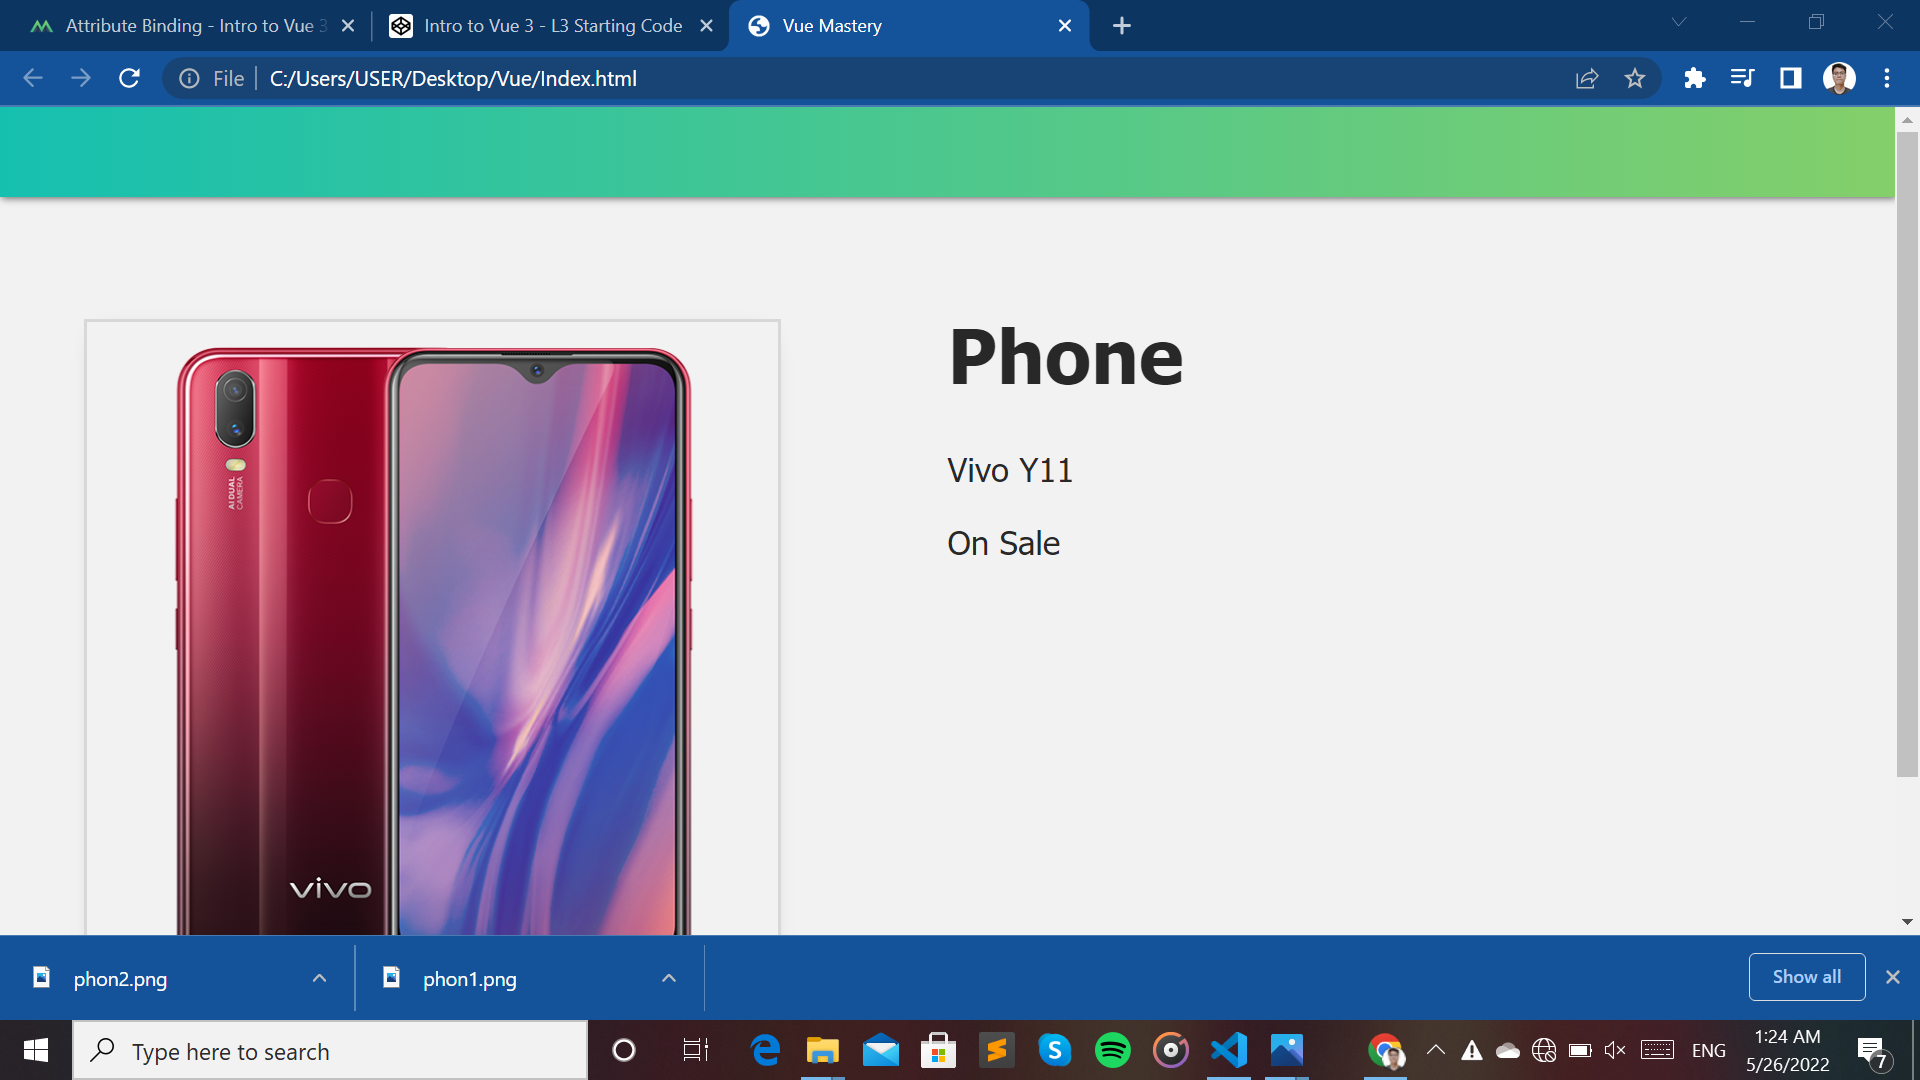 Attribute Binding - Intro to Vue 3
Intro to Vue 3 - L3 Starting Code
Vue Mastery
File
C:/Users/USER/Desktop/Vue/Index.html
Phone
Vivo Y11
On Sale
AI DUAL
CAMERA
vivo
phon2.png
phon1.png
Show all
Type here to search
ENG
1:24 AM
5/26/2022
7